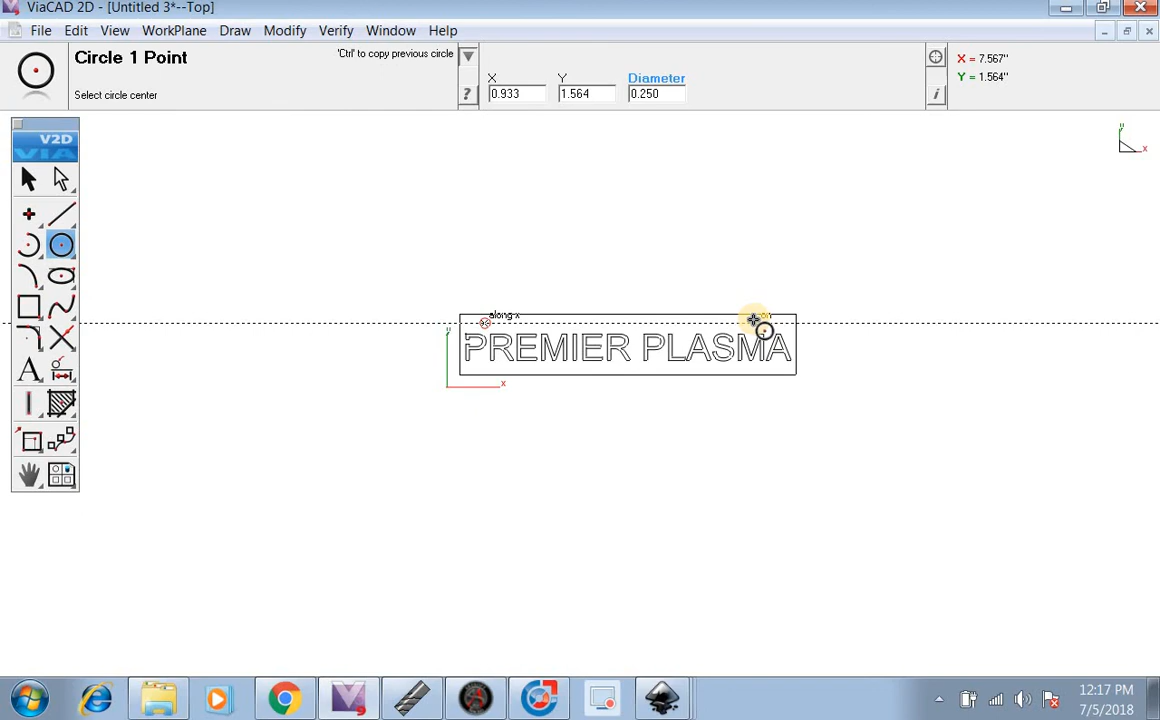 ViaCAD 2D - [Untitled 3*--Top]
File Edit View WorkPlane Draw Modify Verify Window Help
Circle 1 Point
'Ctrl' to copy previous circle
Select circle center
?
X Y Diameter
0.933 1.564 0.250
i
X = 7.567"
Y = 1.564"
V2D
VIA
A
y
x
along x
on
PREMIER PLASMA
y
x
12:17 PM
7/5/2018